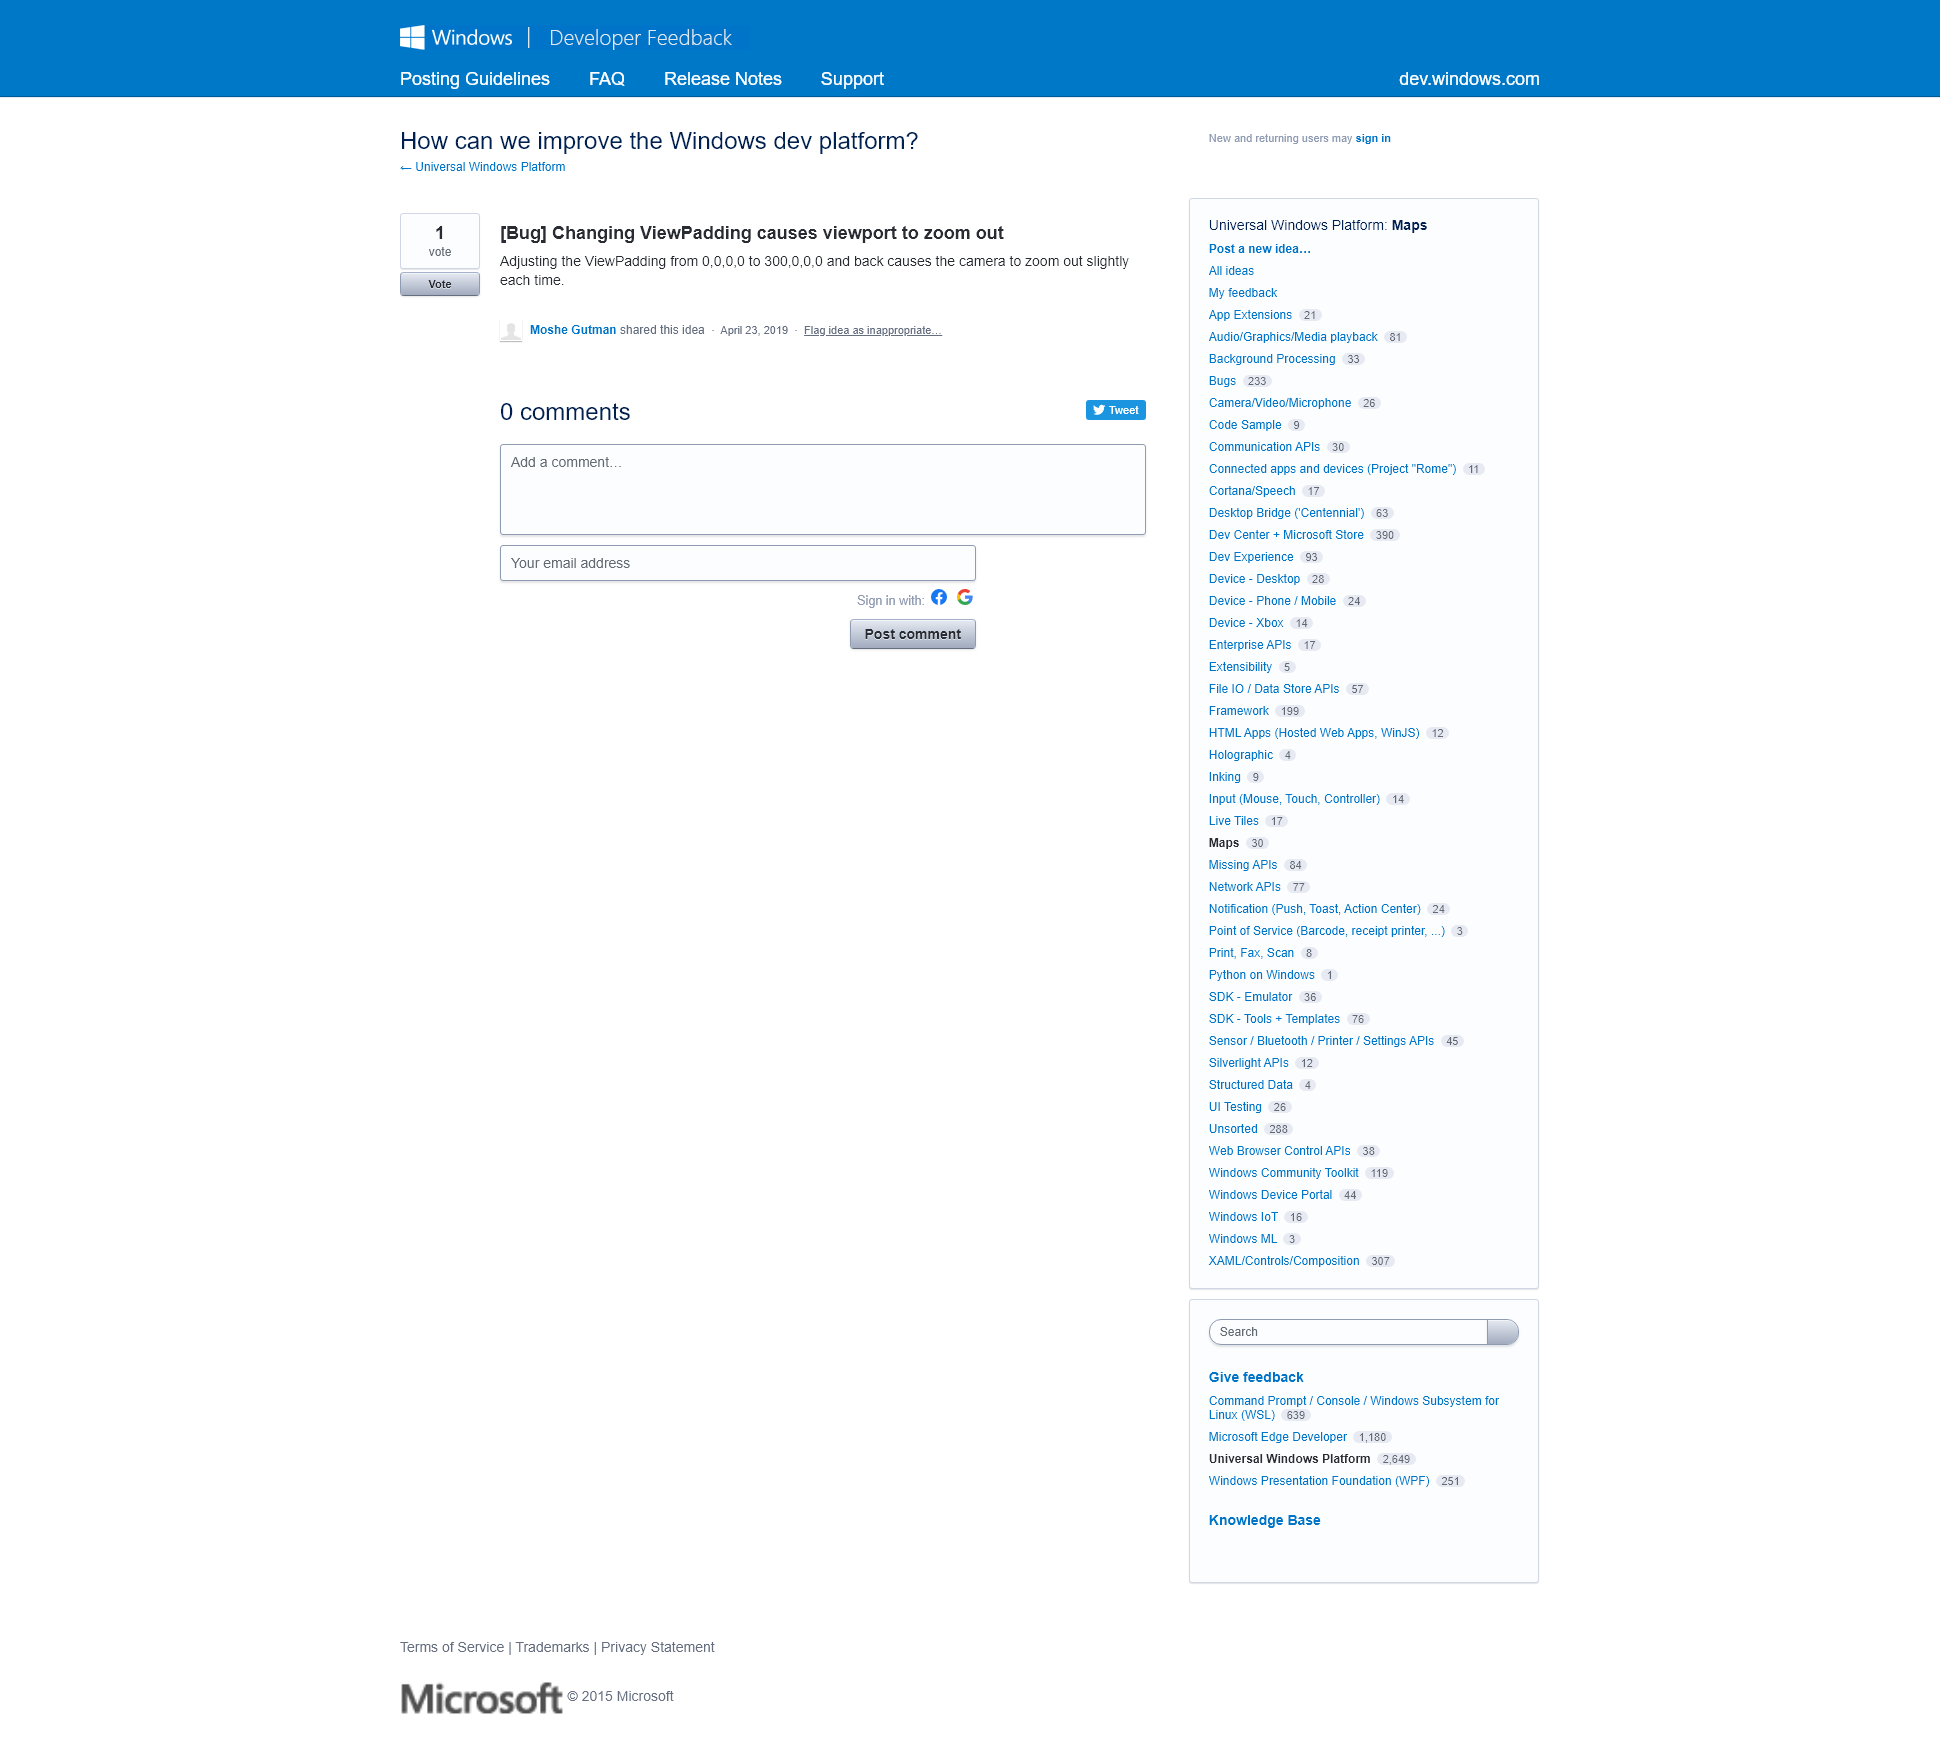 Windows | Developer Feedback
Posting Guidelines FAQ Release Notes Support dev.windows.com
How can we improve the Windows dev platform?
← Universal Windows Platform
New and returning users may sign in
1
vote
Vote
[Bug] Changing ViewPadding causes viewport to zoom out
Adjusting the ViewPadding from 0,0,0,0 to 300,0,0,0 and back causes the camera to zoom out slightly
each time.
Moshe Gutman shared this idea · April 23, 2019 · Flag idea as inappropriate…
0 comments
Tweet
Add a comment…
Your email address
Sign in with:
Post comment
Universal Windows Platform: Maps
Post a new idea…
All ideas
My feedback
App Extensions 21
Audio/Graphics/Media playback 81
Background Processing 33
Bugs 233
Camera/Video/Microphone 26
Code Sample 9
Communication APIs 30
Connected apps and devices (Project "Rome") 11
Cortana/Speech 17
Desktop Bridge ('Centennial') 63
Dev Center + Microsoft Store 390
Dev Experience 93
Device - Desktop 28
Device - Phone / Mobile 24
Device - Xbox 14
Enterprise APIs 17
Extensibility 5
File IO / Data Store APIs 57
Framework 199
HTML Apps (Hosted Web Apps, WinJS) 12
Holographic 4
Inking 9
Input (Mouse, Touch, Controller) 14
Live Tiles 17
Maps 30
Missing APIs 84
Network APIs 77
Notification (Push, Toast, Action Center) 24
Point of Service (Barcode, receipt printer, ...) 3
Print, Fax, Scan 8
Python on Windows 1
SDK - Emulator 36
SDK - Tools + Templates 76
Sensor / Bluetooth / Printer / Settings APIs 45
Silverlight APIs 12
Structured Data 4
UI Testing 26
Unsorted 288
Web Browser Control APIs 38
Windows Community Toolkit 119
Windows Device Portal 44
Windows IoT 16
Windows ML 3
XAML/Controls/Composition 307
Search
Give feedback
Command Prompt / Console / Windows Subsystem for
Linux (WSL) 639
Microsoft Edge Developer 1,180
Universal Windows Platform 2,649
Windows Presentation Foundation (WPF) 251
Knowledge Base
Terms of Service | Trademarks | Privacy Statement
Microsoft © 2015 Microsoft